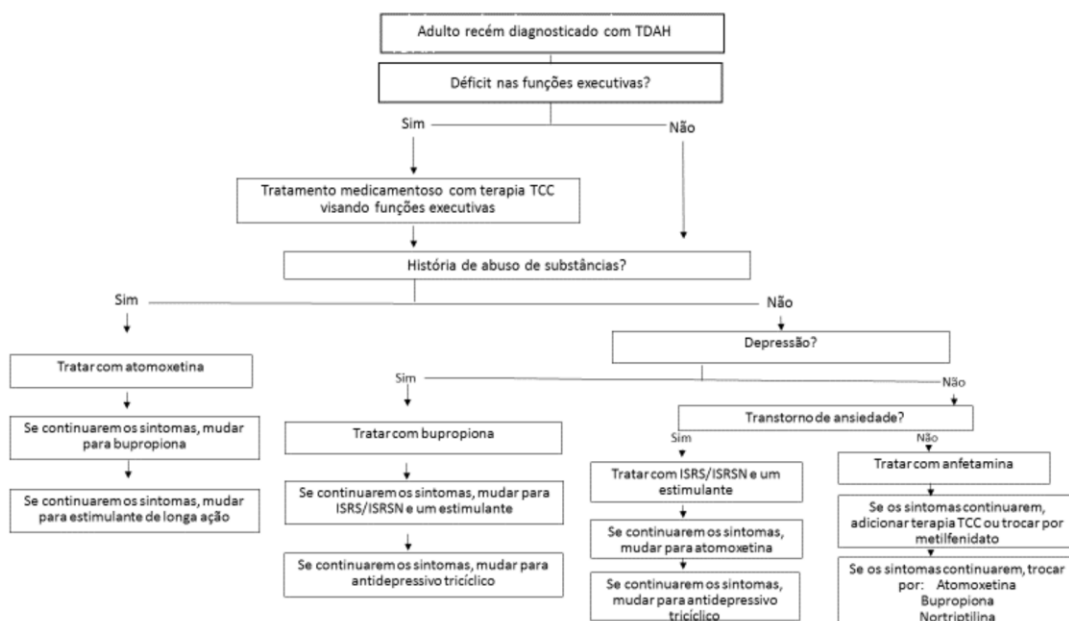 Adulto recém diagnosticado com TDAH
Déficit nas funções executivas?
Sim
Não
Tratamento medicamentoso com terapia TCC
visando funções executivas
História de abuso de substâncias?
Sim
Não
Depressão?
Tratar com atomoxetina
Sim
Não
Se continuarem os sintomas, mudar
para bupropiona
Tratar com bupropiona
Transtorno de ansiedade?
Sim
Não
Se continuarem os sintomas, mudar
para estimulante de longa ação
Se continuarem os sintomas, mudar para
ISRS/ISRSN e um estimulante
Se continuarem os sintomas, mudar para
antidepressivo tricíclico
Tratar com ISRS/ISRSN e um
estimulante
Se continuarem os sintomas,
mudar para atomoxetina
Se continuarem os sintomas,
mudar para antidepressivo
tricíclico
Tratar com anfetamina
Se os sintomas continuarem,
adicionar terapia TCC ou trocar por
metilfenidato
Se os sintomas continuarem, trocar
por: Atomoxetina
Bupropiona
Nortriptilina